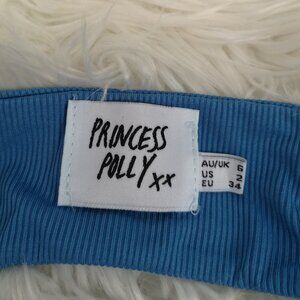 PRINCESS
POLLY xx
AU/UK 6
US 2
EU 34